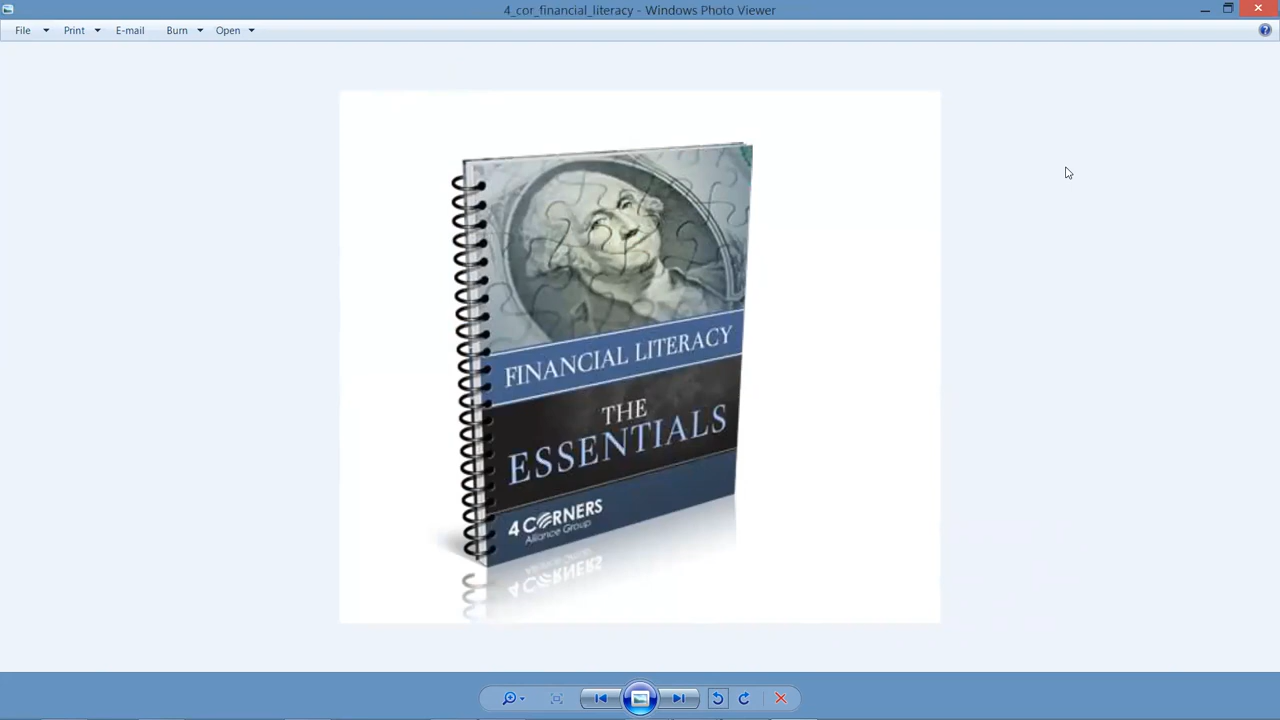 4_cor_financial_literacy - Windows Photo Viewer
File Print E-mail Burn Open
FINANCIAL LITERACY
THE
ESSENTIALS
4 CORNERS
Alliance Group